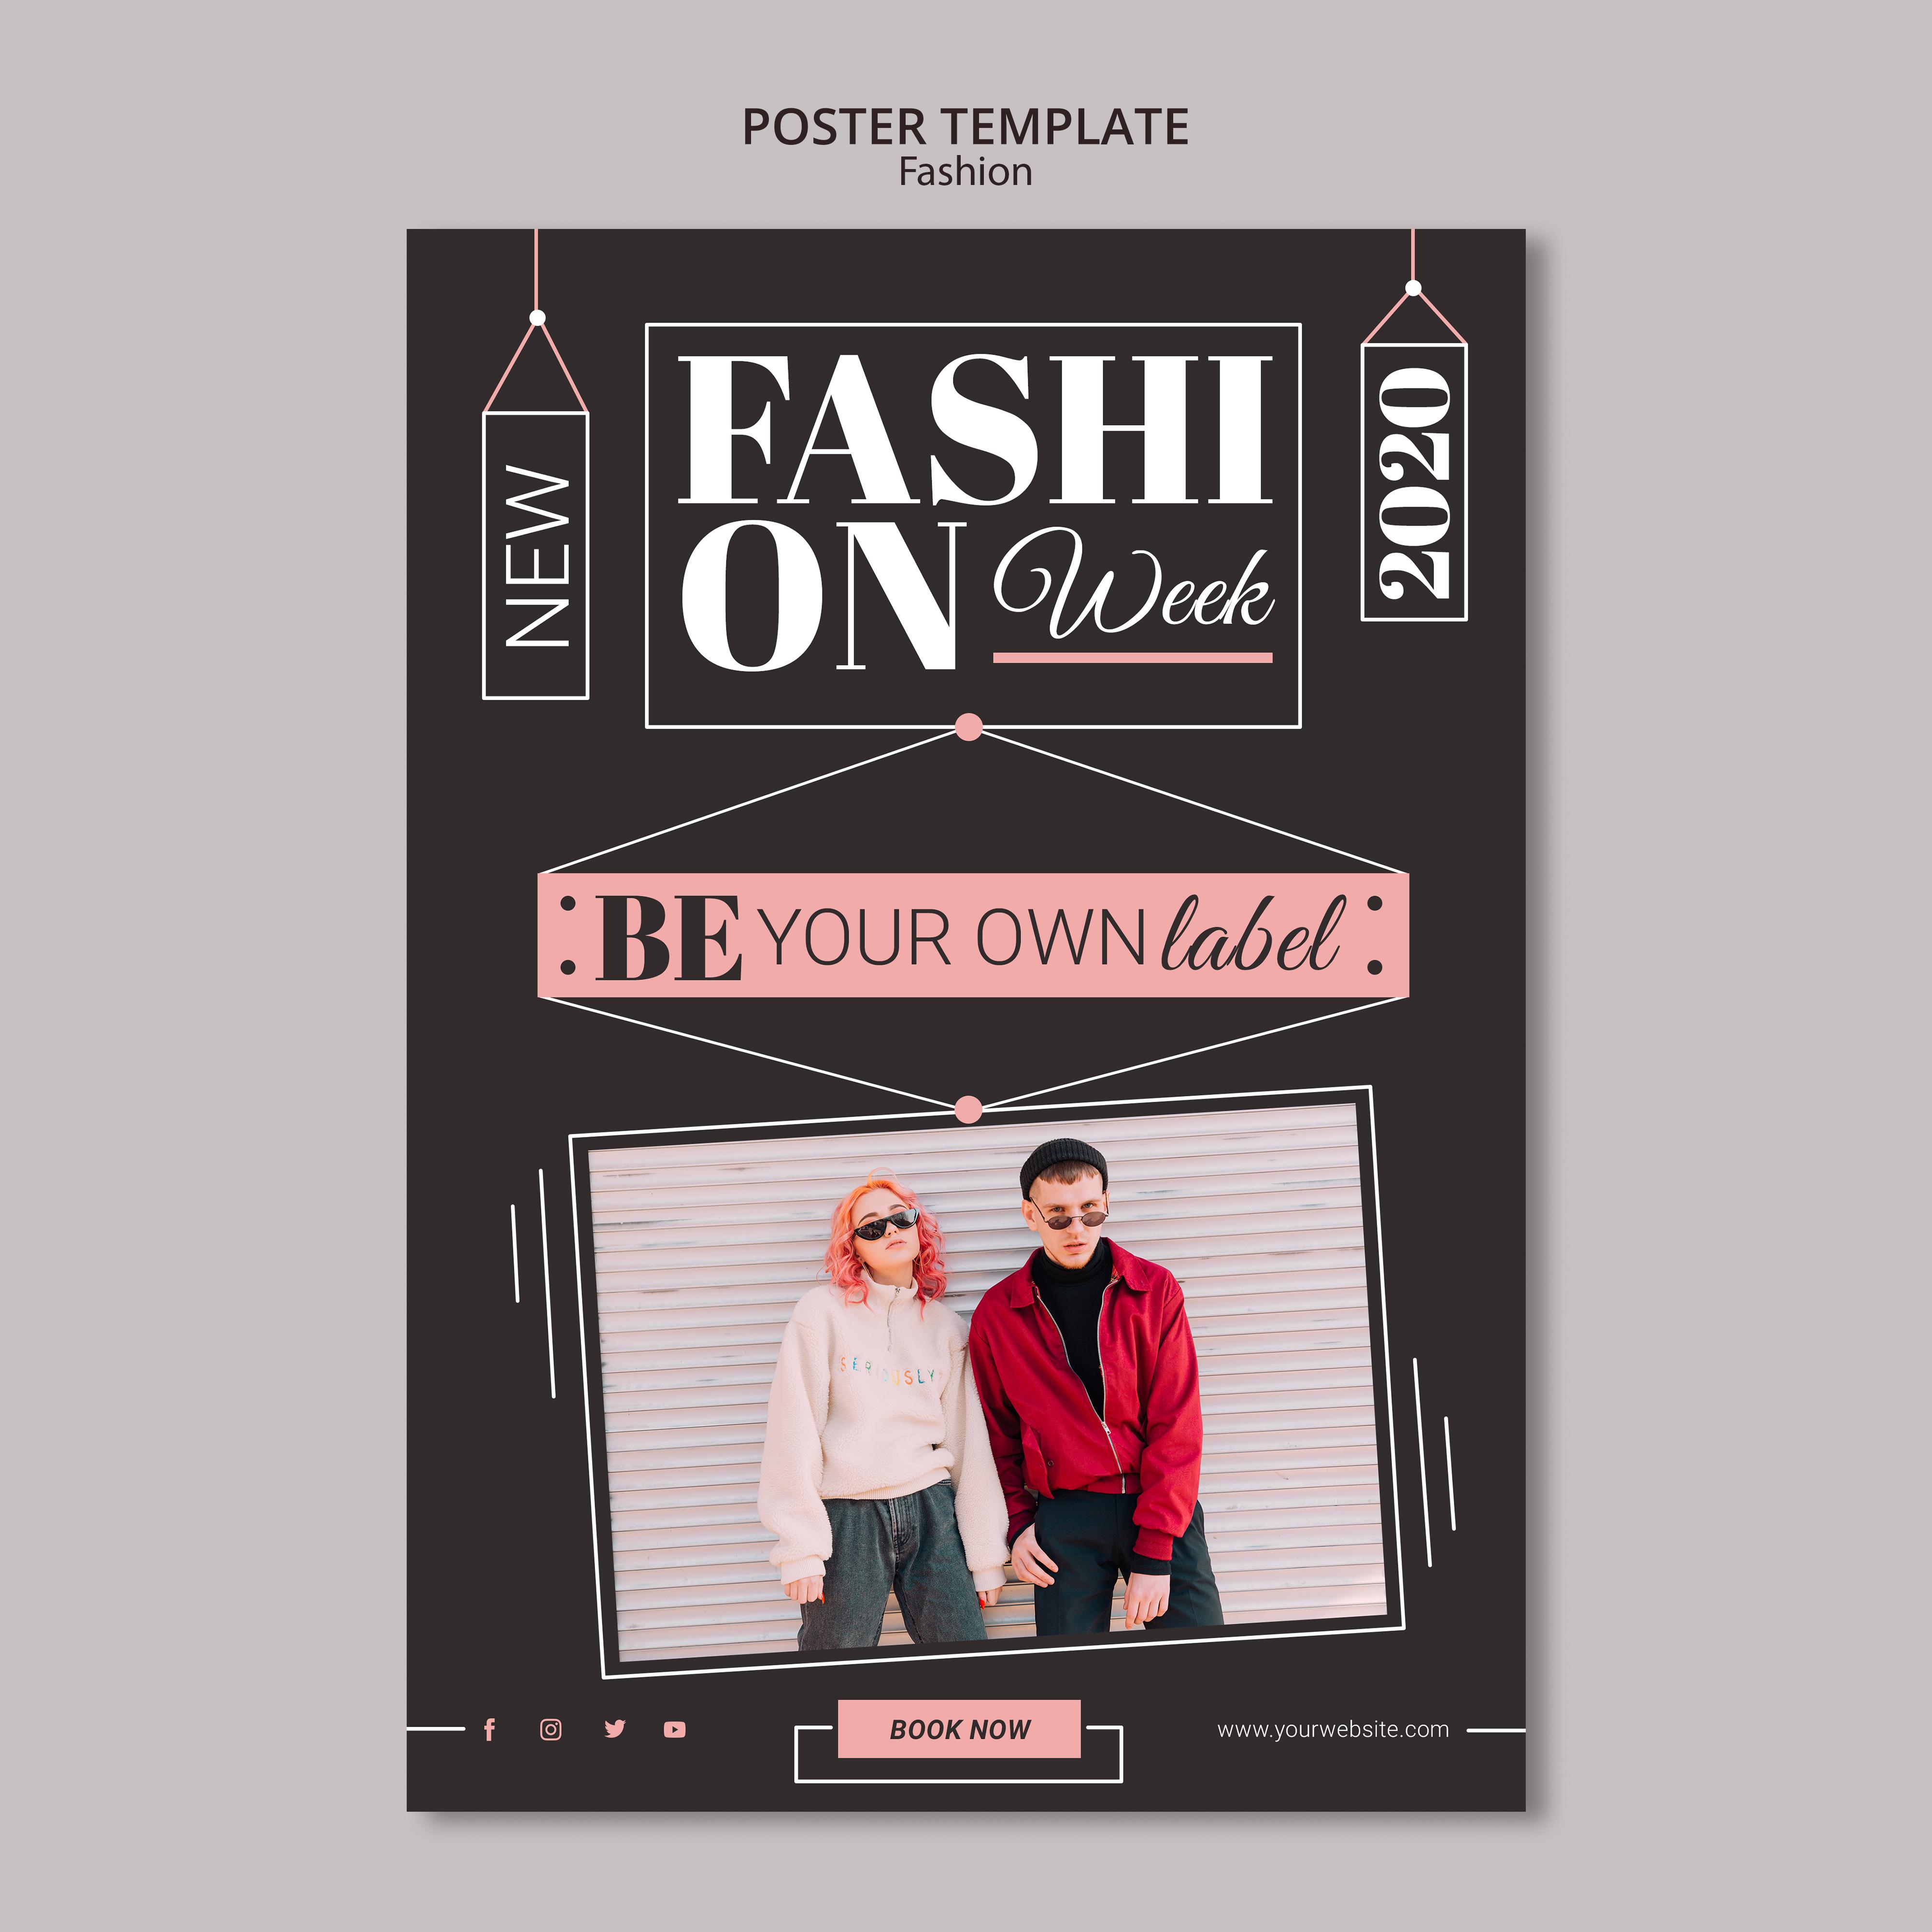 POSTER TEMPLATE
Fashion
NEW
FASHI
ON Week
2020
BE YOUR OWN label
SERIOUSLY?
BOOK NOW
www.yourwebsite.com